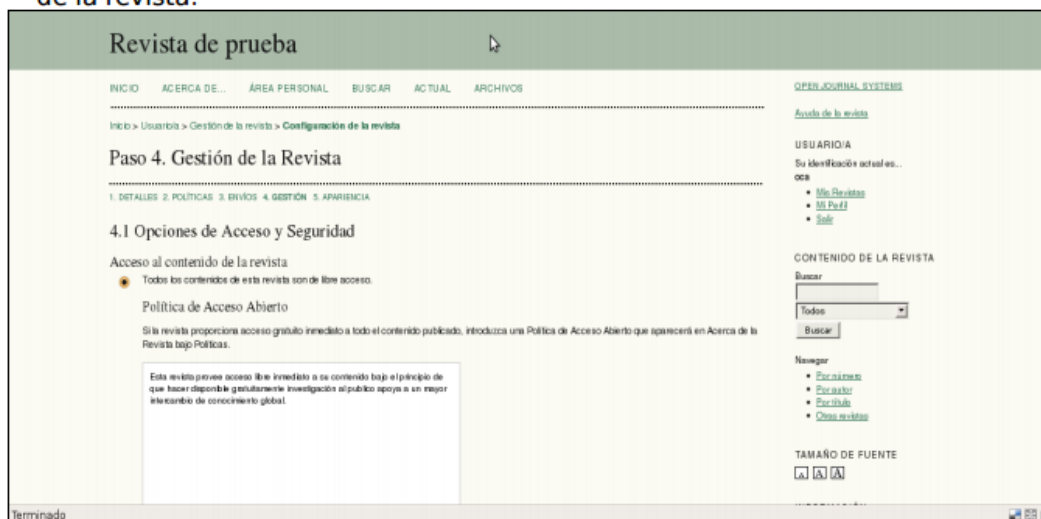 de la revista.
Revista de prueba
INICIO ACERCA DE... ÁREA PERSONAL BUSCAR ACTUAL ARCHIVOS
Inicio > Usuario/a > Gestión de la revista > Configuración de la revista
Paso 4. Gestión de la Revista
1. DETALLES 2. POLÍTICAS 3. ENVÍOS 4. GESTIÓN 5. APARIENCIA
4.1 Opciones de Acceso y Seguridad
Acceso al contenido de la revista
Todos los contenidos de esta revista son de libre acceso.
Política de Acceso Abierto
Si la revista proporciona acceso gratuito inmediato a todo el contenido publicado, introduzca una Política de Acceso Abierto que aparecerá en Acerca de la
Revista bajo Políticas.
Esta revista provee acceso libre inmediato a su contenido bajo el principio de
que hacer disponible gratuitamente investigación al publico apoya a un mayor
intercambio de conocimiento global.
OPEN JOURNAL SYSTEMS
Ayuda de la revista
USUARIO/A
Su identificación actual es...
oca
Mis Revistas
Mi Perfil
Salir
CONTENIDO DE LA REVISTA
Buscar
Todos
Buscar
Navegar
Por número
Por autor
Por título
Otras revistas
TAMAÑO DE FUENTE
A A A
Terminado